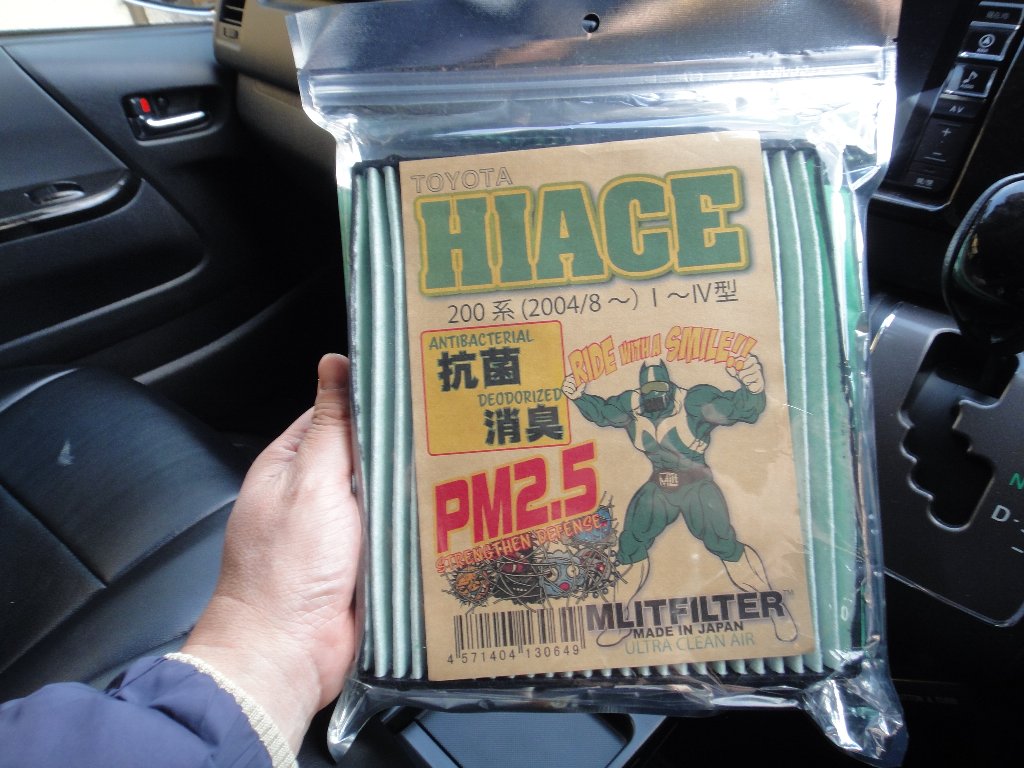 TOYOTA
HIACE
200系(2004/8〜)Ⅰ〜Ⅳ型
ANTIBACTERIAL
抗菌
DEODORIZED
消臭
RIDE WITH A SMILE!!
PM2.5
STRENGTHEN DEFENSE.
MLITFILTER™
MADE IN JAPAN
ULTRA CLEAN AIR
4 571404 130649
N
D